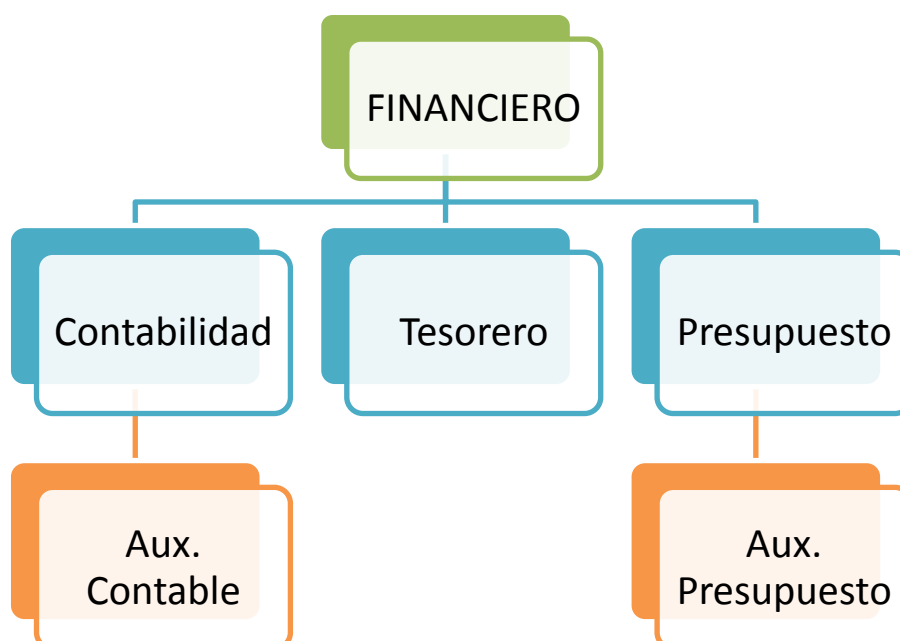 FINANCIERO
Contabilidad
Tesorero
Presupuesto
Aux.
Contable
Aux.
Presupuesto